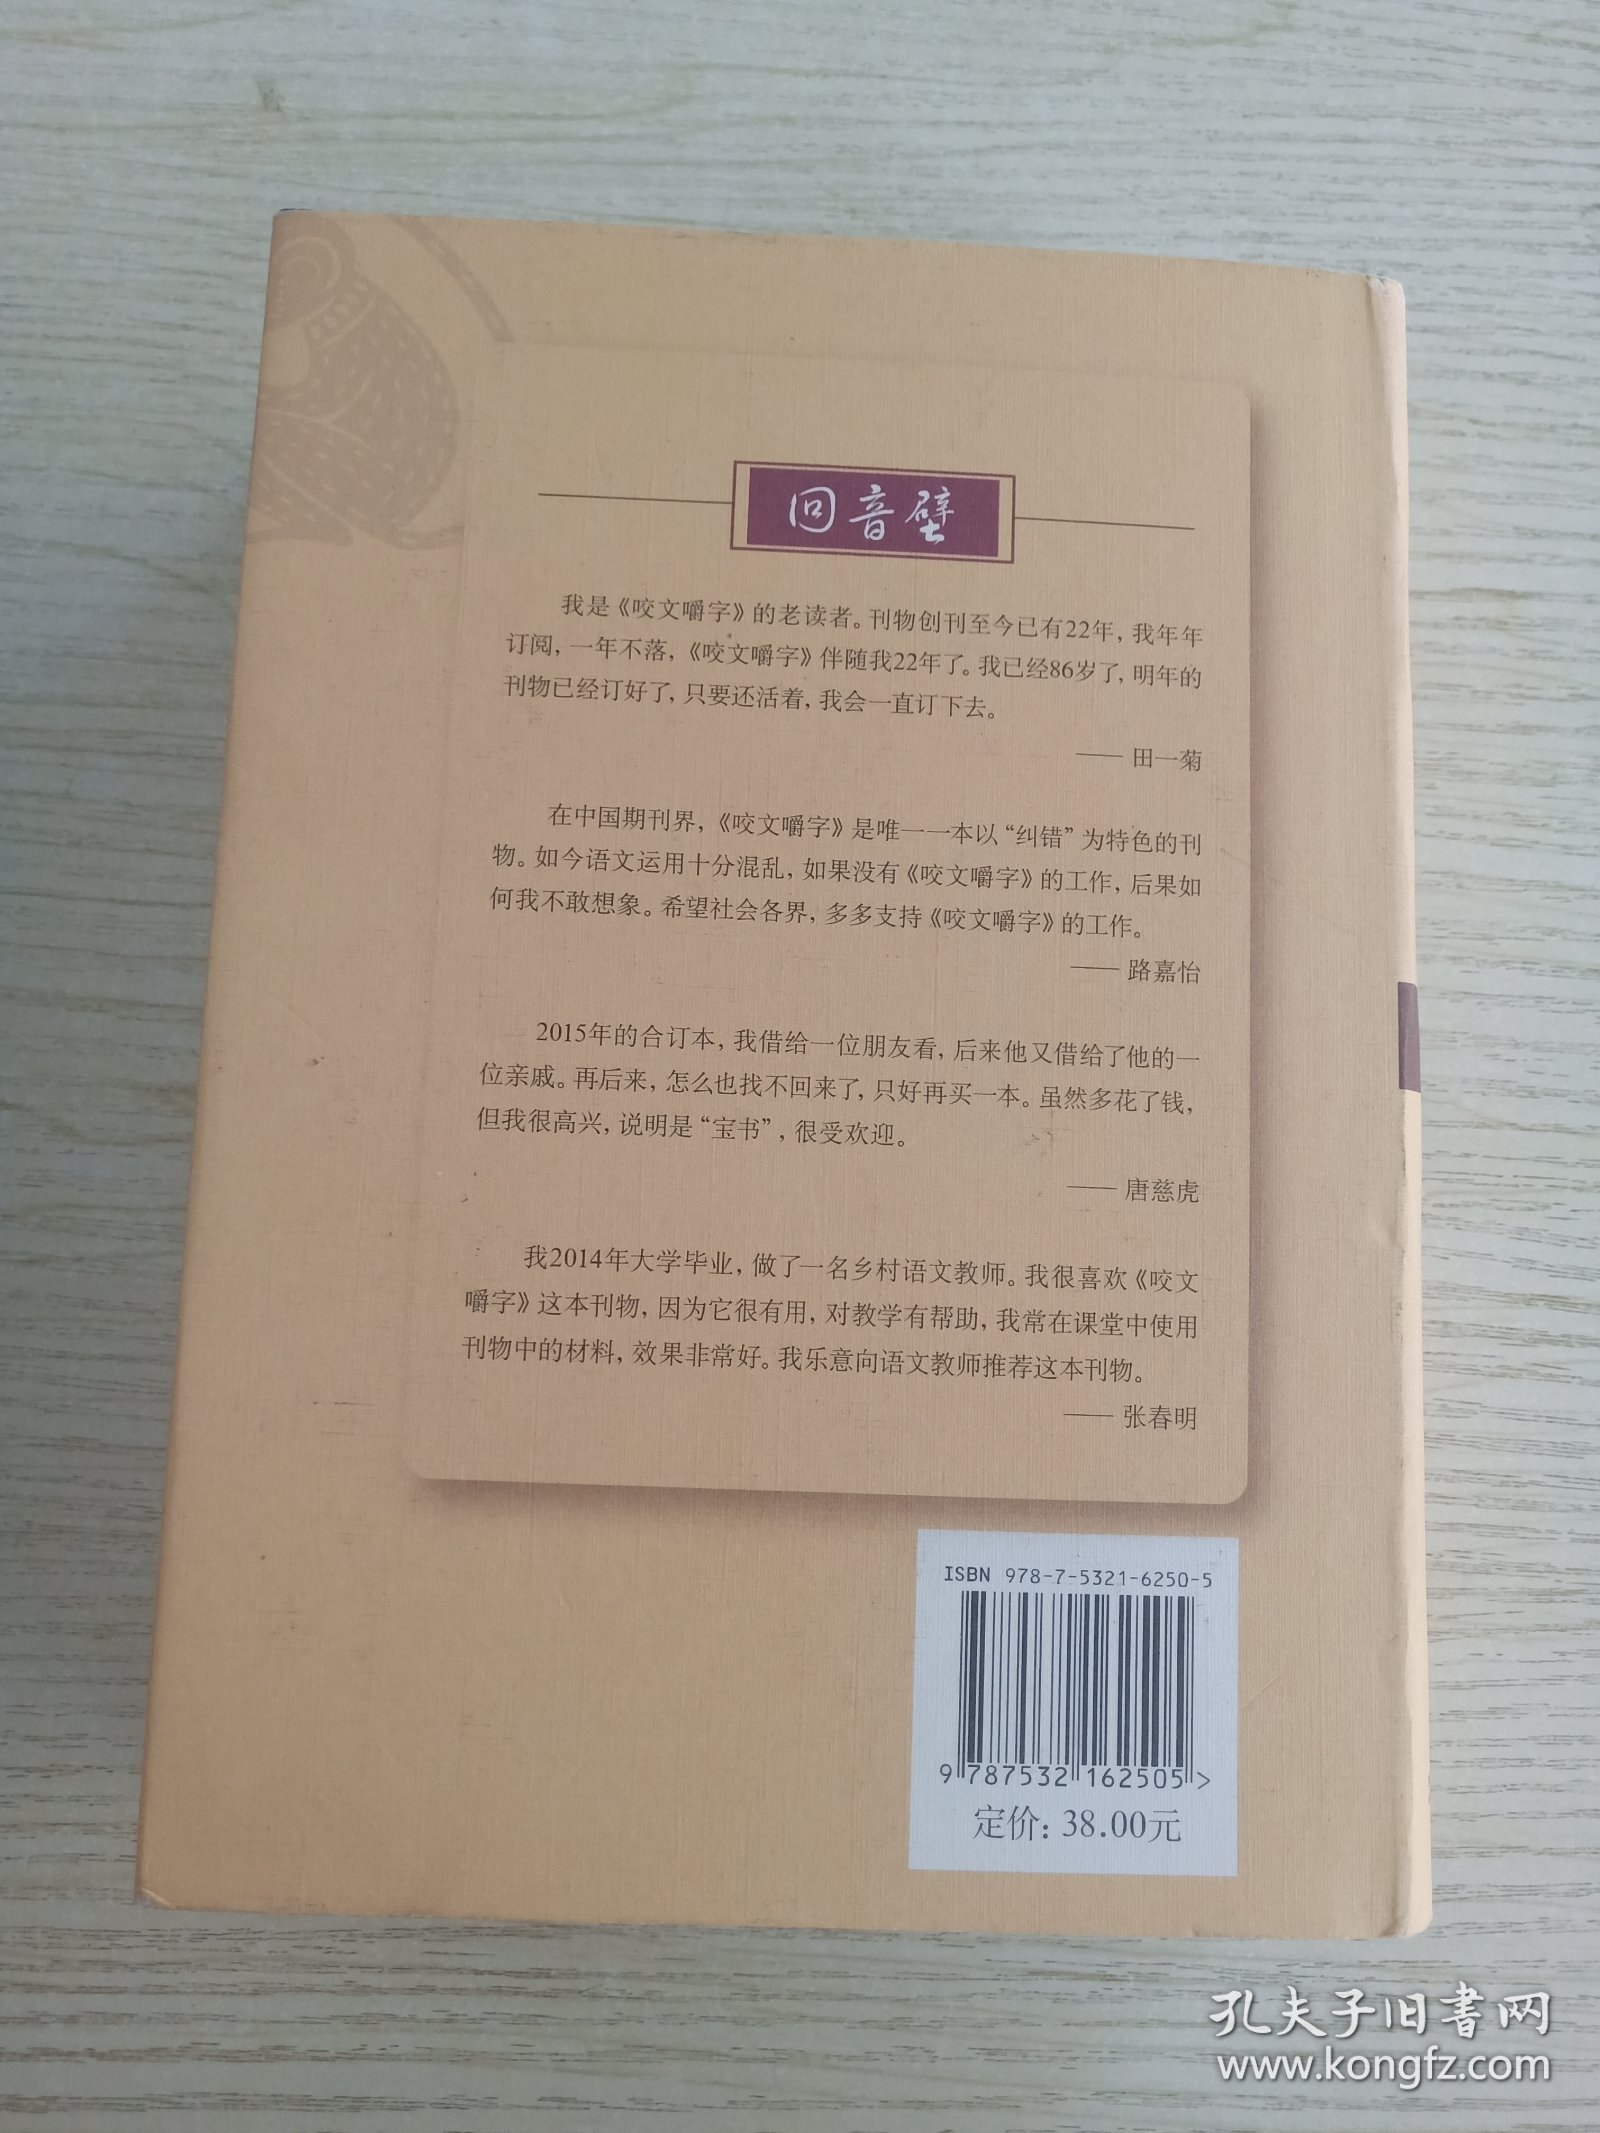 回音壁
我是《咬文嚼字》的老读者。刊物创刊至今已有22年，我年年
订阅，一年不落，《咬文嚼字》伴随我22年了。我已经86岁了，明年的
刊物已经订好了，只要还活着，我会一直订下去。
—— 田一菊
在中国期刊界，《咬文嚼字》是唯一一本以“纠错”为特色的刊
物。如今语文运用十分混乱，如果没有《咬文嚼字》的工作，后果如
何我不敢想象。希望社会各界，多多支持《咬文嚼字》的工作。
—— 路嘉怡
2015年的合订本，我借给一位朋友看，后来他又借给了他的一
位亲戚。再后来，怎么也找不回来了，只好再买一本。虽然多花了钱，
但我很高兴，说明是“宝书”，很受欢迎。
—— 唐慈虎
我2014年大学毕业，做了一名乡村语文教师。我很喜欢《咬文
嚼字》这本刊物，因为它很有用，对教学有帮助，我常在课堂中使用
刊物中的材料，效果非常好。我乐意向语文教师推荐这本刊物。
—— 张春明
ISBN 978-7-5321-6250-5
9 787532 162505 >
定价：38.00元
孔夫子旧书网
www.kongfz.com